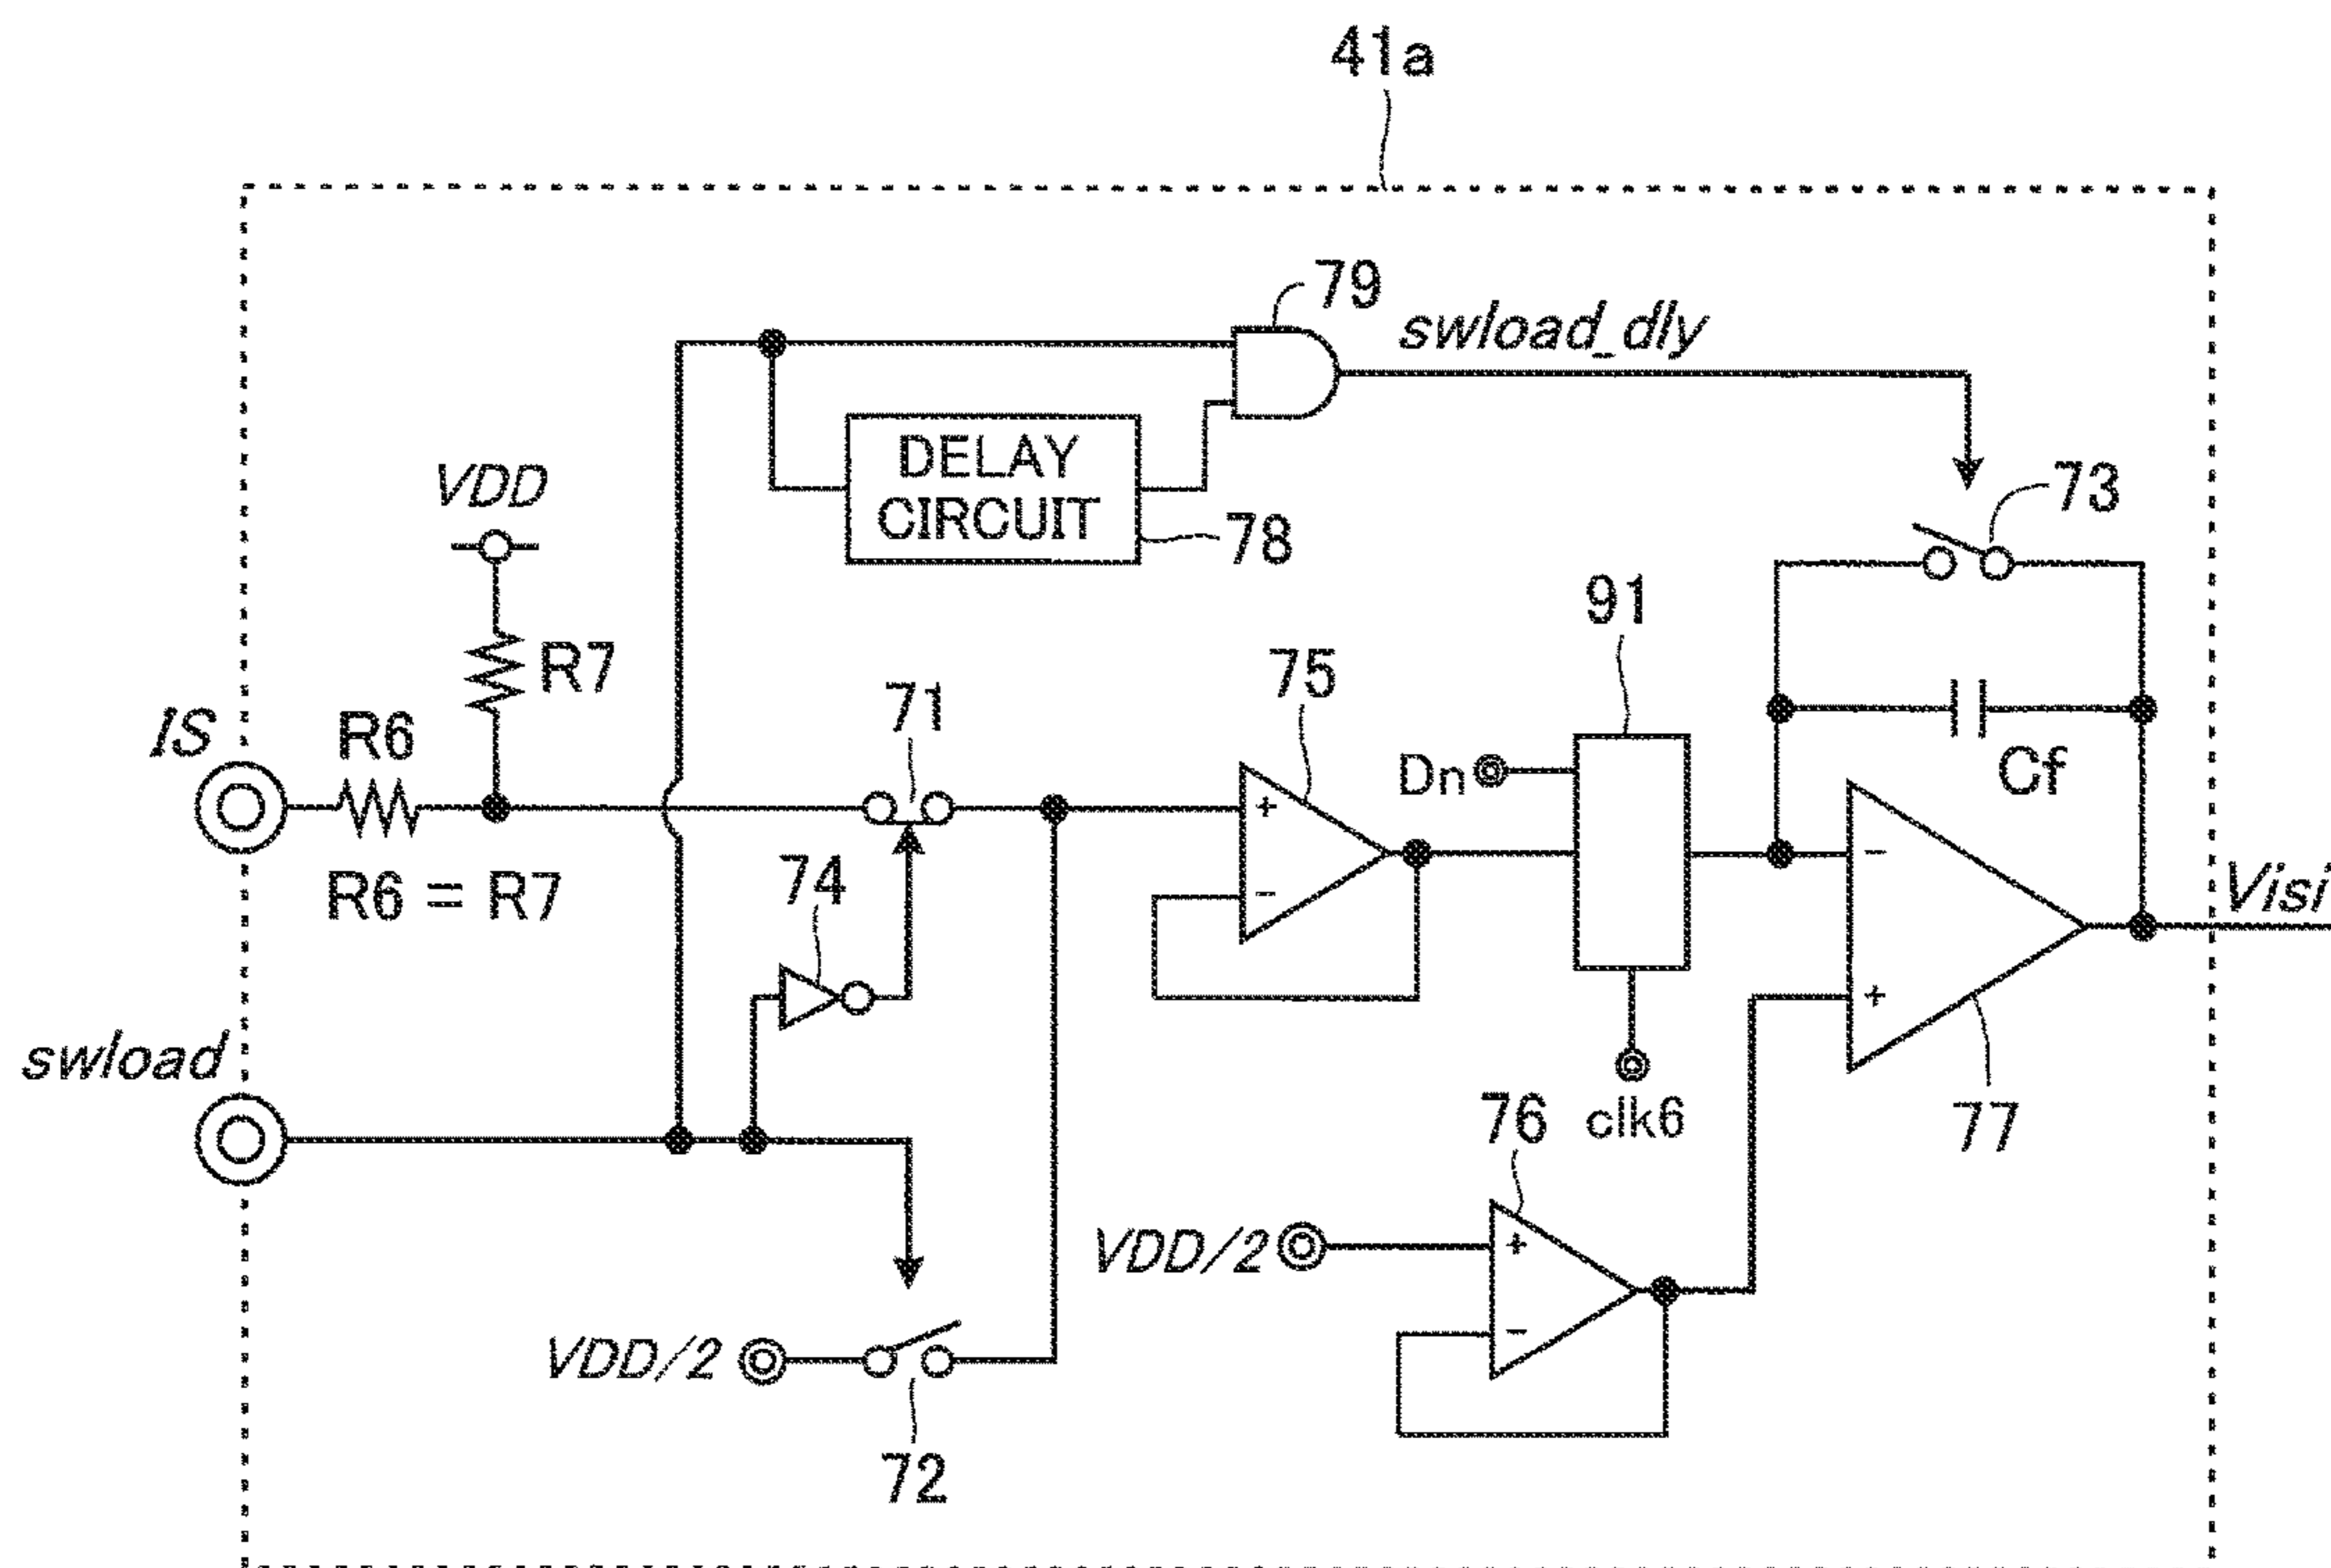 41a
79
swload_dly
VDD
DELAY
CIRCUIT
78
73
R7
91
75
71
IS
R6
Dn
Cf
R6 = R7
74
+
-
-
Visi
+
swload
76
clk6
77
VDD/2
+
-
VDD/2
72